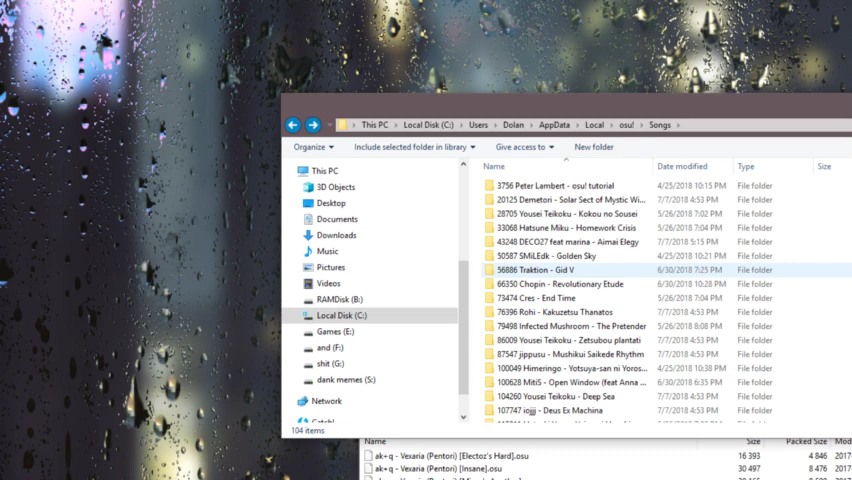 This PC > Local Disk (C:) > Users > Dolan > AppData > Local > osu! > Songs >
Organize Include selected folder in library Give access to New folder
Name Date modified Type Size
This PC
3D Objects
Desktop
Documents
Downloads
Music
Pictures
Videos
RAMDisk (B:)
Local Disk (C:)
Games (E:)
and (F:)
shit (G:)
dank memes (S:)
Network
3756 Peter Lambert - osu! tutorial 4/25/2018 10:15 PM File folder
20125 Demetori - Solar Sect of Mystic Wi... 7/7/2018 4:53 PM File folder
28705 Yousei Teikoku - Kokou no Sousei 5/26/2018 7:02 PM File folder
33068 Hatsune Miku - Homework Crisis 5/26/2018 7:04 PM File folder
43248 DECO27 feat marina - Aimai Elegy 7/7/2018 5:15 PM File folder
50587 SMiLEdk - Golden Sky 4/25/2018 10:21 PM File folder
56886 Traktion - Gid V 6/30/2018 7:25 PM File folder
66350 Chopin - Revolutionary Etude 6/30/2018 10:28 PM File folder
73474 Cres - End Time 5/26/2018 7:04 PM File folder
76396 Rohi - Kakuzetsu Thanatos 7/7/2018 4:53 PM File folder
79498 Infected Mushroom - The Pretender 5/26/2018 8:08 PM File folder
86009 Yousei Teikoku - Zetsubou plantati 7/7/2018 4:53 PM File folder
87547 jippusu - Mushikui Saikede Rhythm 7/7/2018 4:53 PM File folder
100049 Himeringo - Yotsuya-san ni Yoros... 4/25/2018 10:38 PM File folder
100628 MitiS - Open Window (feat Anna ... 6/30/2018 6:35 PM File folder
104260 Yousei Teikoku - Deep Sea 7/7/2018 4:53 PM File folder
107747 iojjj - Deus Ex Machina 7/7/2018 4:53 PM File folder
104 items
Name Size Packed Size
ak+q - Vexaria (Pentori) [Electoz's Hard].osu 16 393 4 846 2017
ak+q - Vexaria (Pentori) [Insane].osu 30 497 8 476 2017